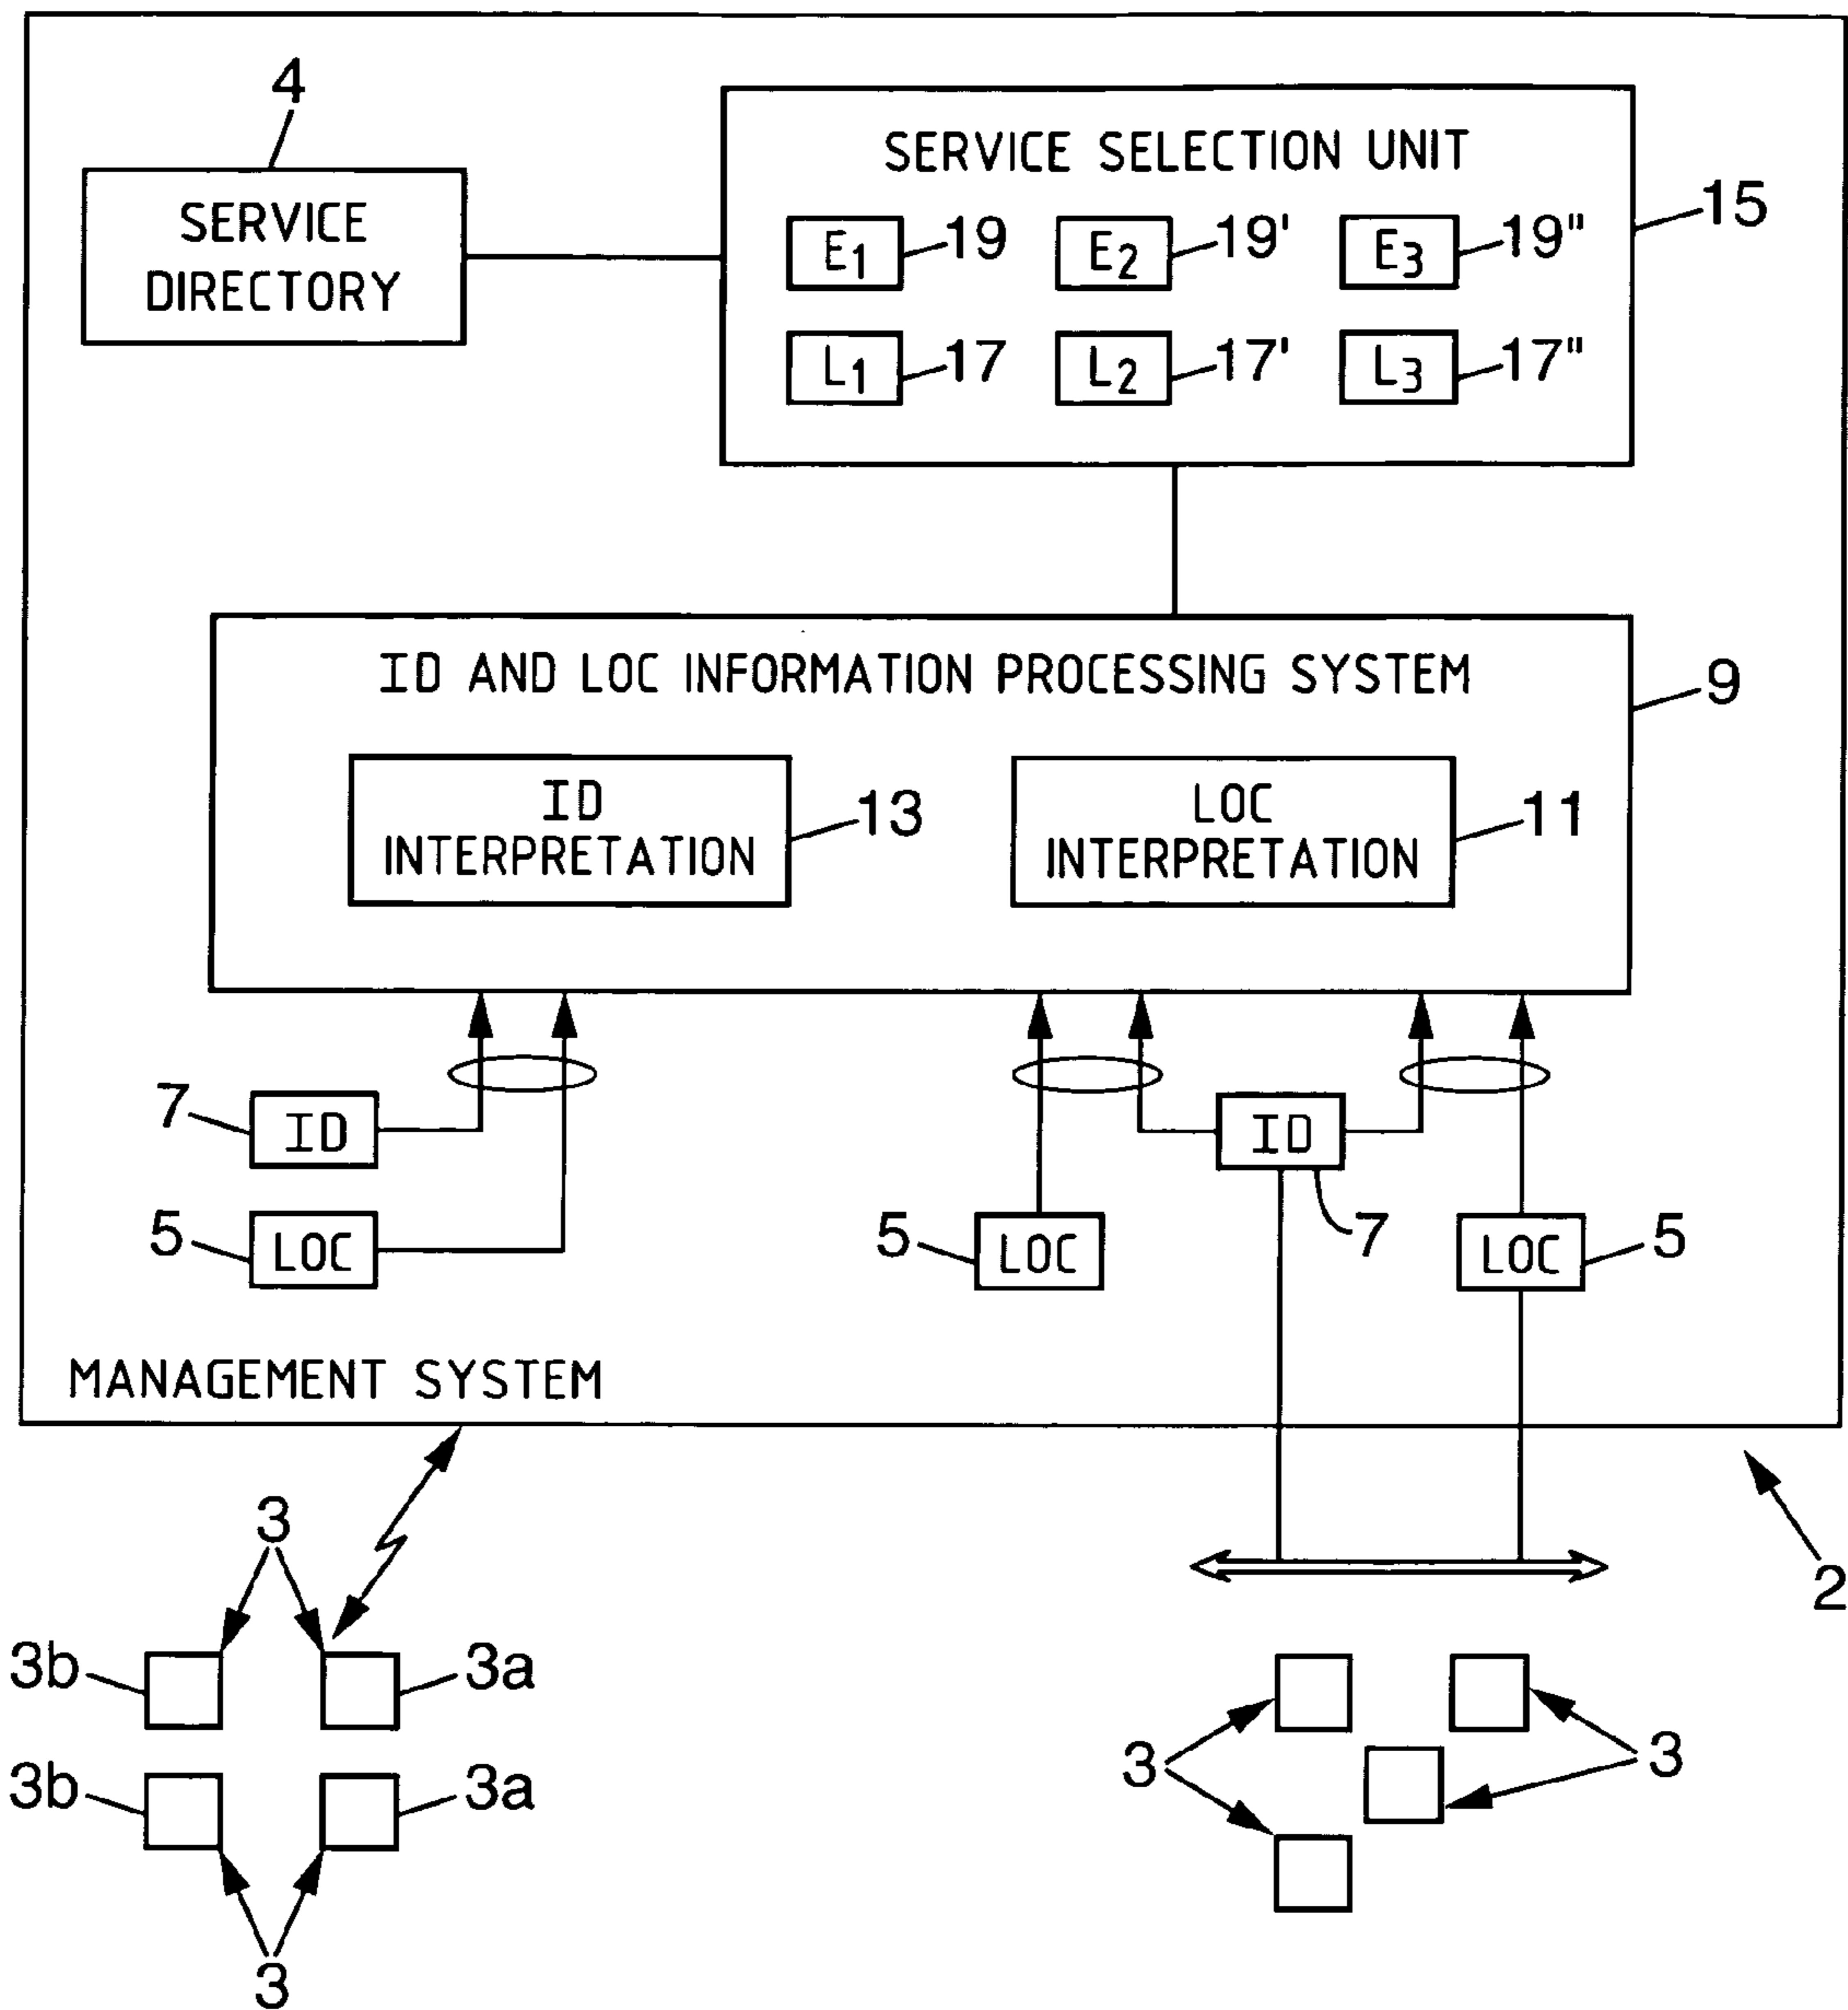 4
SERVICE SELECTION UNIT
SERVICE
DIRECTORY
15
E1 19 E2 19' E3 19"
L1 17 L2 17' L3 17"
ID AND LOC INFORMATION PROCESSING SYSTEM
9
ID
INTERPRETATION
13
LOC
INTERPRETATION
11
7 ID
ID
7
5 LOC
5 LOC
LOC 5
MANAGEMENT SYSTEM
3
2
3b 3a
3 3
3b 3a
3